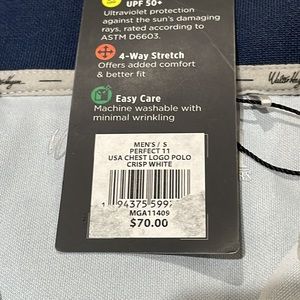 UPF 50+
Ultraviolet protection
against the sun's damaging
rays, rated according to
ASTM D6603.
4-Way Stretch
Offers added comfort
& better fit
Easy Care
Machine washable with
minimal wrinkling
MEN'S / S
PERFECT 11
USA CHEST LOGO POLO
CRISP WHITE
94375 599
MGA11409
$70.00